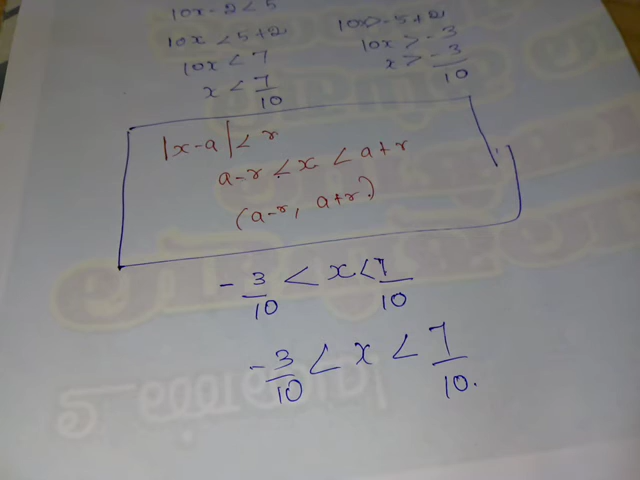 10x - 2 < 5
10x < 5 + 2
10x < 7
x < 7/10
10x > -5 + 2
10x > -3
x > -3/10
|x-a| < r
a-r < x < a+r
(a-r, a+r)
-3/10 < x < 7/10
-3/10 < x < 7/10.